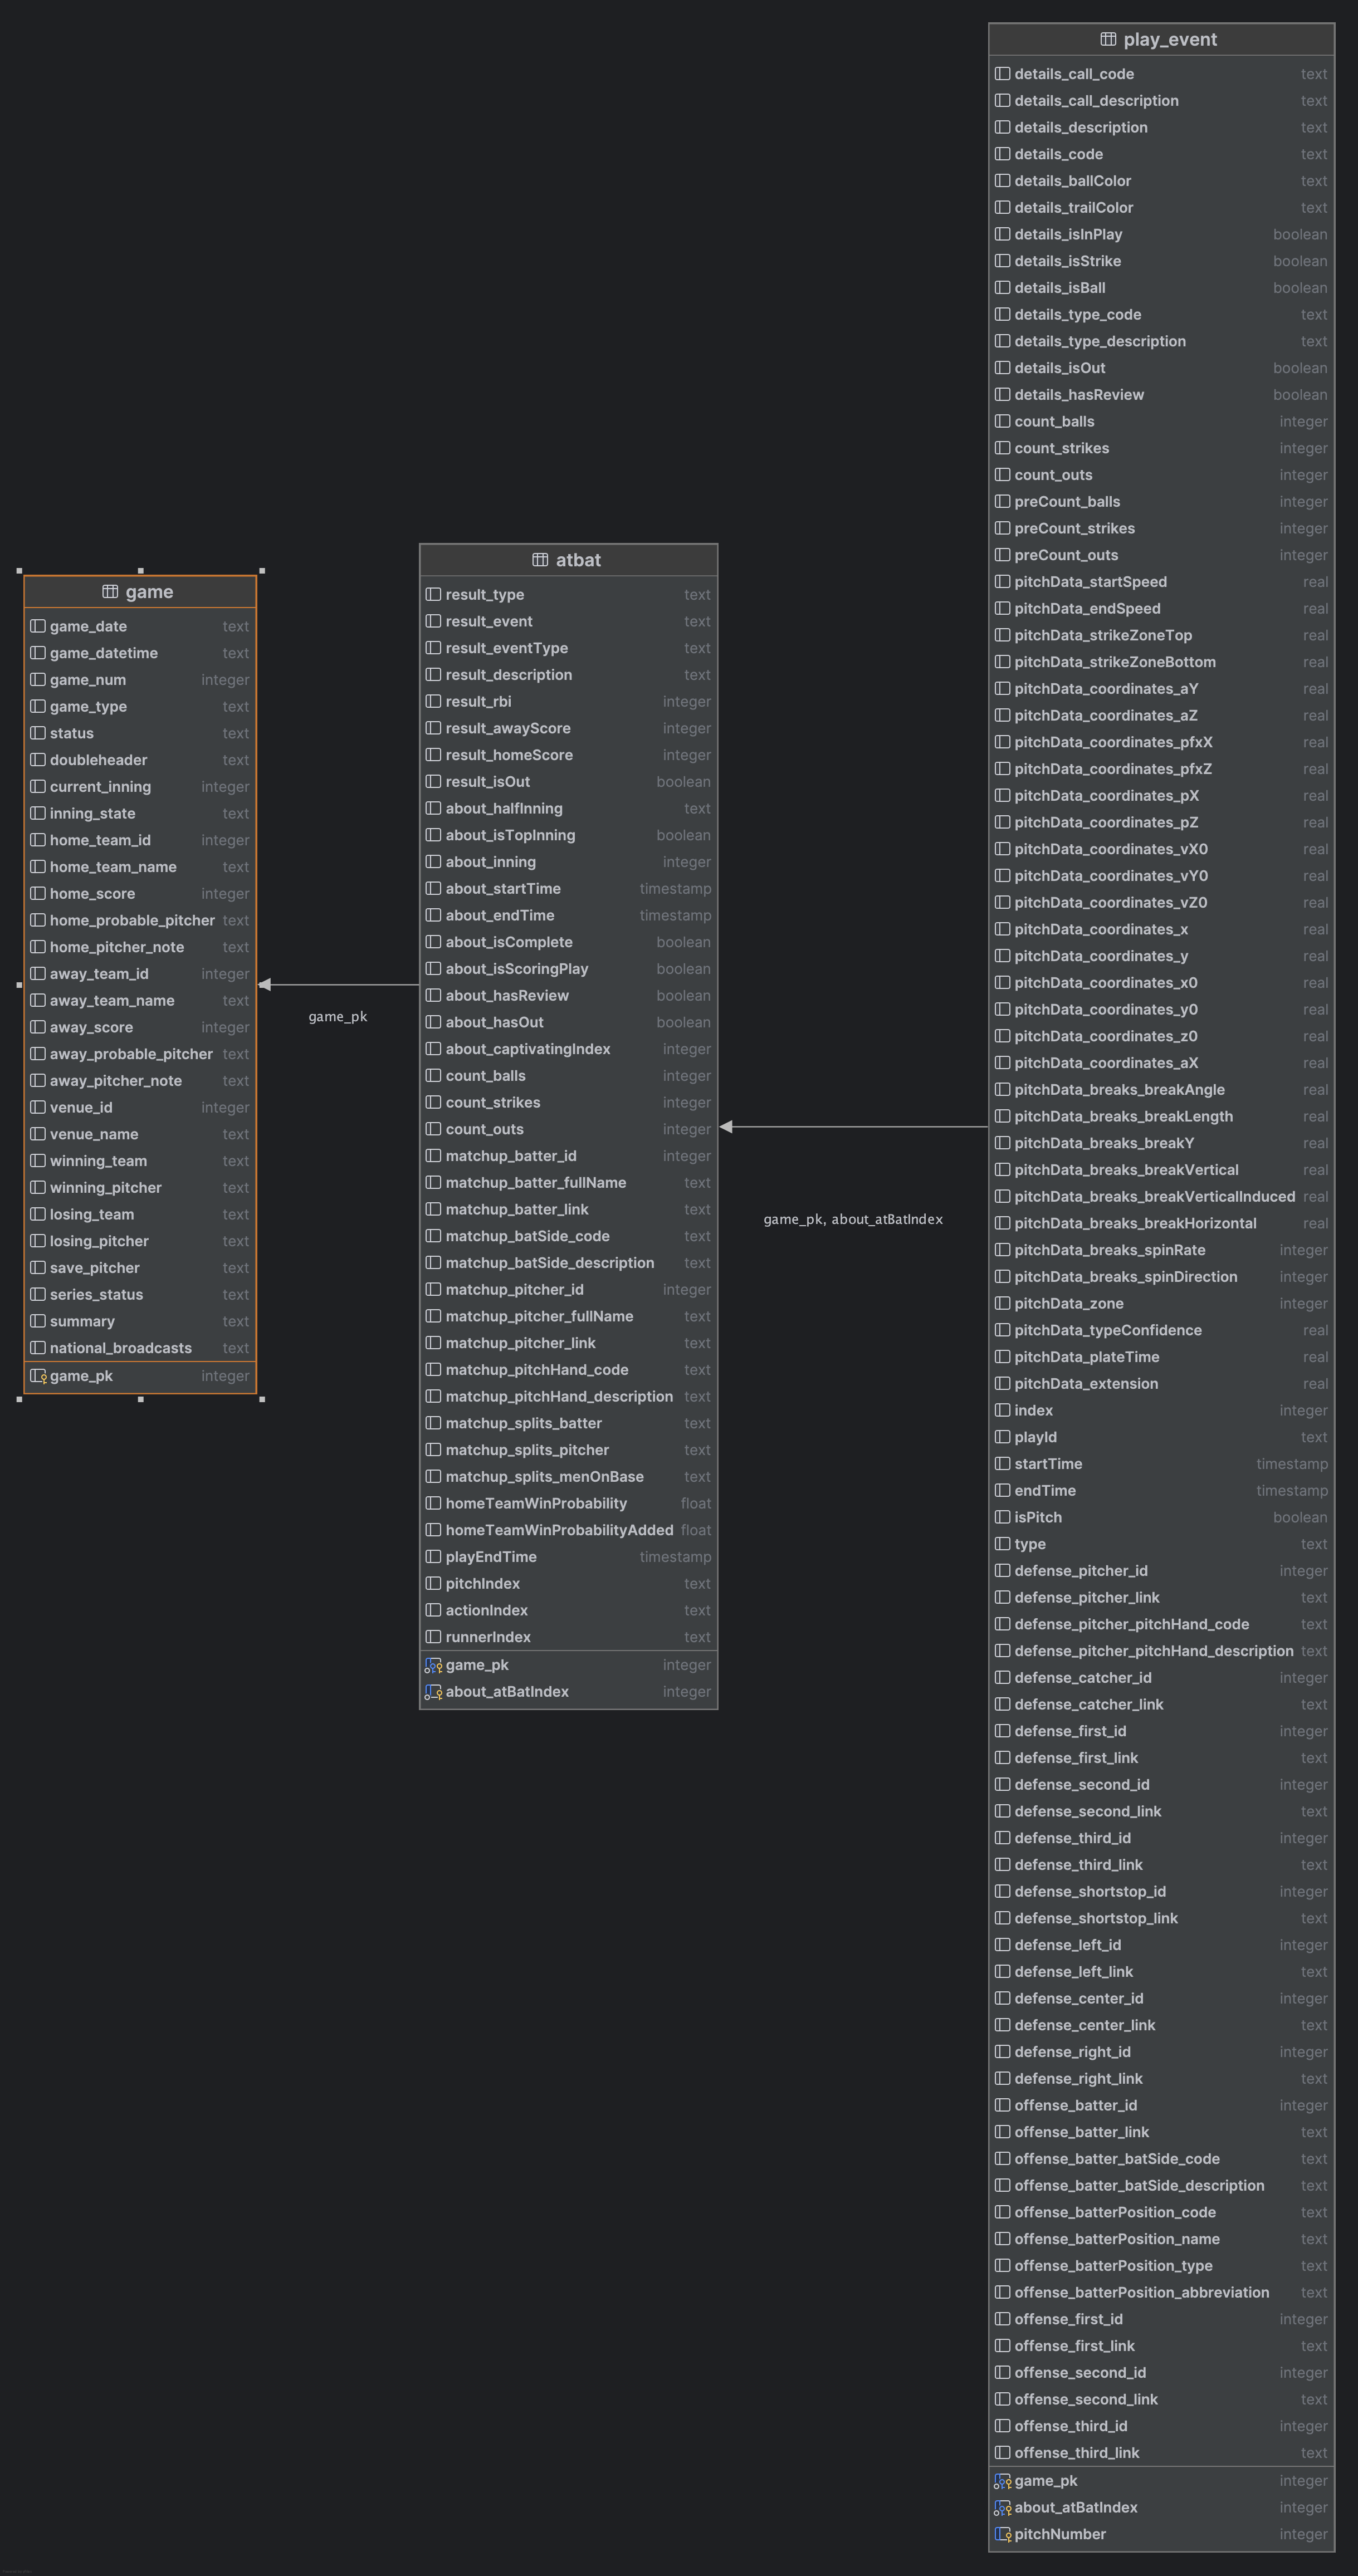 play_event
details_call_code text
details_call_description text
details_description text
details_code text
details_ballColor text
details_trailColor text
details_isInPlay boolean
details_isStrike boolean
details_isBall boolean
details_type_code text
details_type_description text
details_isOut boolean
details_hasReview boolean
count_balls integer
count_strikes integer
count_outs integer
preCount_balls integer
preCount_strikes integer
preCount_outs integer
pitchData_startSpeed real
pitchData_endSpeed real
pitchData_strikeZoneTop real
pitchData_strikeZoneBottom real
pitchData_coordinates_aY real
pitchData_coordinates_aZ real
pitchData_coordinates_pfxX real
pitchData_coordinates_pfxZ real
pitchData_coordinates_pX real
pitchData_coordinates_pZ real
pitchData_coordinates_vX0 real
pitchData_coordinates_vY0 real
pitchData_coordinates_vZ0 real
pitchData_coordinates_x real
pitchData_coordinates_y real
pitchData_coordinates_x0 real
pitchData_coordinates_y0 real
pitchData_coordinates_z0 real
pitchData_coordinates_aX real
pitchData_breaks_breakAngle real
pitchData_breaks_breakLength real
pitchData_breaks_breakY real
pitchData_breaks_breakVertical real
pitchData_breaks_breakVerticalInduced real
pitchData_breaks_breakHorizontal real
pitchData_breaks_spinRate integer
pitchData_breaks_spinDirection integer
pitchData_zone integer
pitchData_typeConfidence real
pitchData_plateTime real
pitchData_extension real
index integer
playId text
startTime timestamp
endTime timestamp
isPitch boolean
type text
defense_pitcher_id integer
defense_pitcher_link text
defense_pitcher_pitchHand_code text
defense_pitcher_pitchHand_description text
defense_catcher_id integer
defense_catcher_link text
defense_first_id integer
defense_first_link text
defense_second_id integer
defense_second_link text
defense_third_id integer
defense_third_link text
defense_shortstop_id integer
defense_shortstop_link text
defense_left_id integer
defense_left_link text
defense_center_id integer
defense_center_link text
defense_right_id integer
defense_right_link text
offense_batter_id integer
offense_batter_link text
offense_batter_batSide_code text
offense_batter_batSide_description text
offense_batterPosition_code text
offense_batterPosition_name text
offense_batterPosition_type text
offense_batterPosition_abbreviation text
offense_first_id integer
offense_first_link text
offense_second_id integer
offense_second_link text
offense_third_id integer
offense_third_link text
game_pk integer
about_atBatIndex integer
pitchNumber integer
atbat
result_type text
result_event text
result_eventType text
result_description text
result_rbi integer
result_awayScore integer
result_homeScore integer
result_isOut boolean
about_halfInning text
about_isTopInning boolean
about_inning integer
about_startTime timestamp
about_endTime timestamp
about_isComplete boolean
about_isScoringPlay boolean
about_hasReview boolean
about_hasOut boolean
about_captivatingIndex integer
count_balls integer
count_strikes integer
count_outs integer
matchup_batter_id integer
matchup_batter_fullName text
matchup_batter_link text
matchup_batSide_code text
matchup_batSide_description text
matchup_pitcher_id integer
matchup_pitcher_fullName text
matchup_pitcher_link text
matchup_pitchHand_code text
matchup_pitchHand_description text
matchup_splits_batter text
matchup_splits_pitcher text
matchup_splits_menOnBase text
homeTeamWinProbability float
homeTeamWinProbabilityAdded float
playEndTime timestamp
pitchIndex text
actionIndex text
runnerIndex text
game_pk integer
about_atBatIndex integer
game
game_date text
game_datetime text
game_num integer
game_type text
status text
doubleheader text
current_inning integer
inning_state text
home_team_id integer
home_team_name text
home_score integer
home_probable_pitcher text
home_pitcher_note text
away_team_id integer
away_team_name text
away_score integer
away_probable_pitcher text
away_pitcher_note text
venue_id integer
venue_name text
winning_team text
winning_pitcher text
losing_team text
losing_pitcher text
save_pitcher text
series_status text
summary text
national_broadcasts text
game_pk integer
game_pk
game_pk, about_atBatIndex